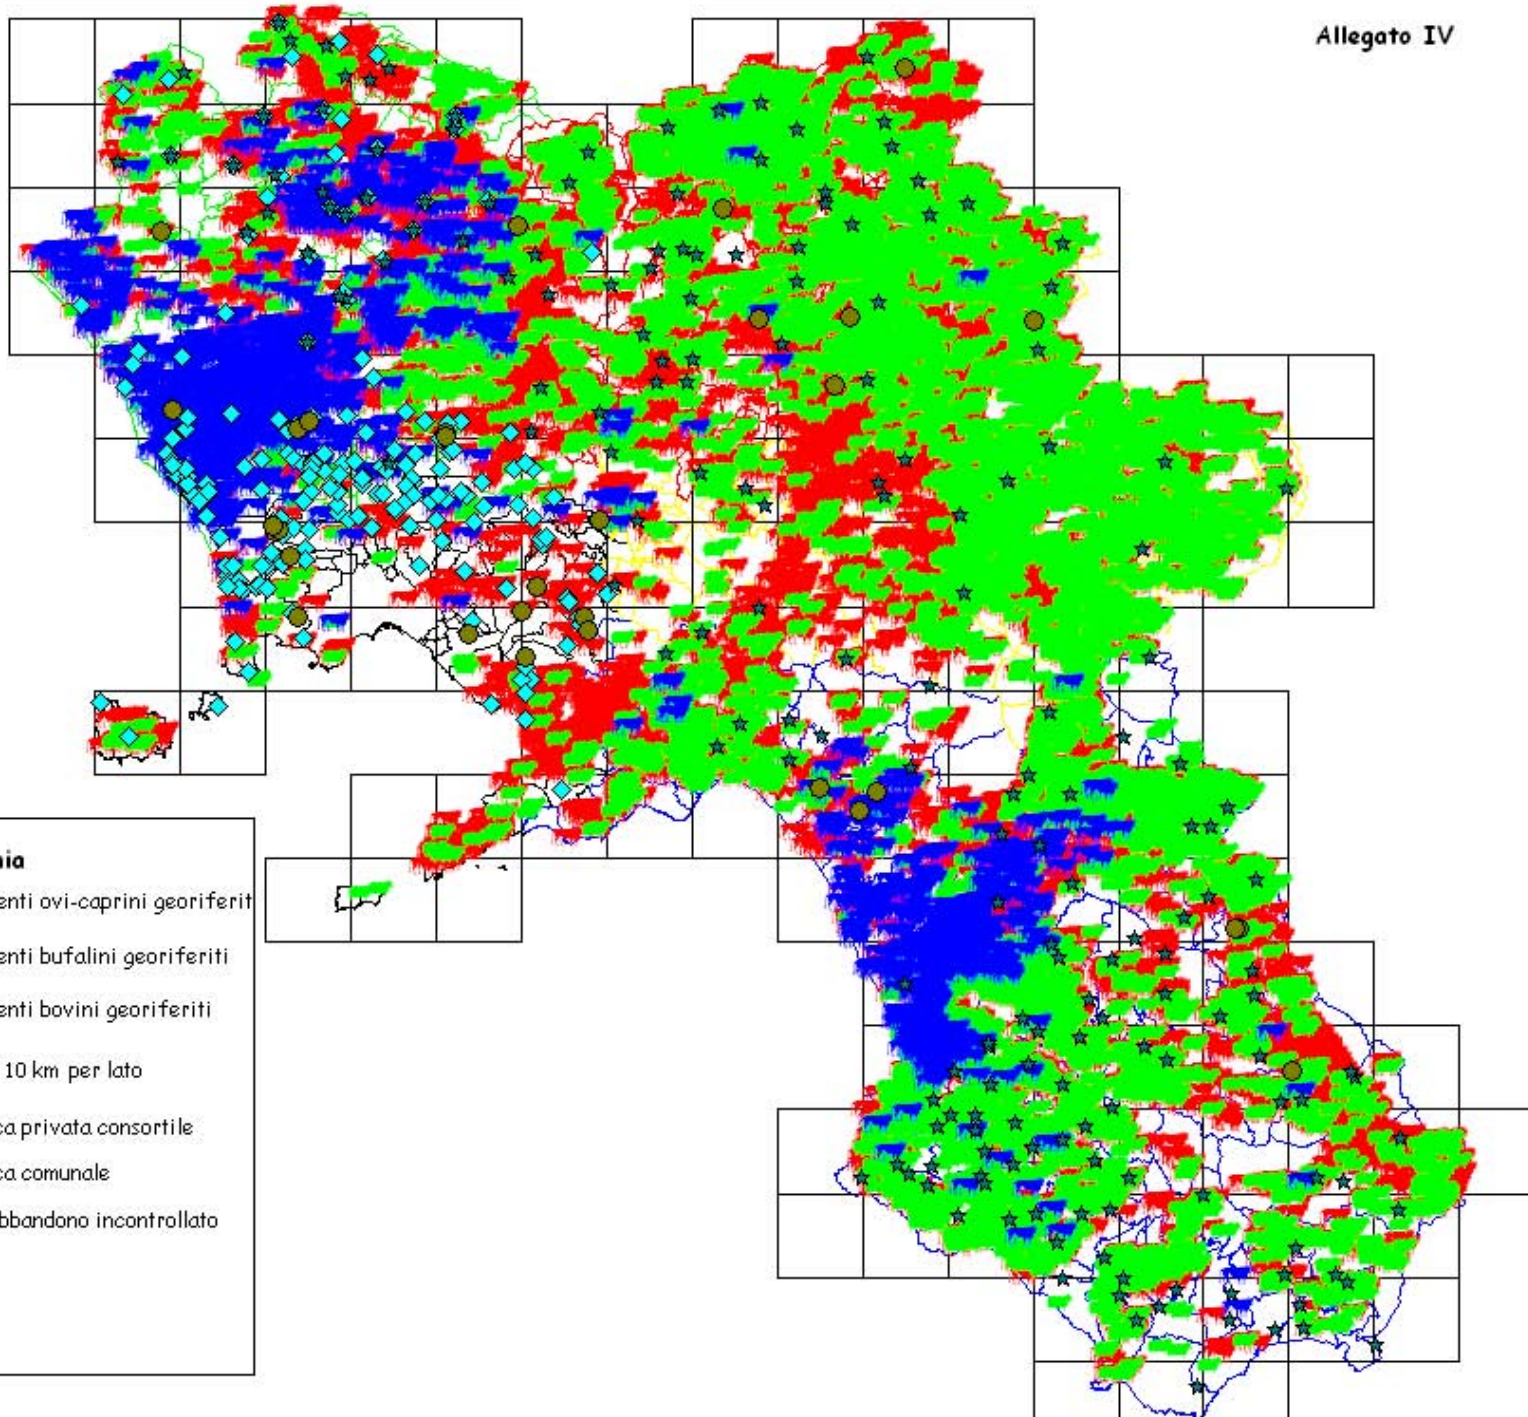 Allegato IV
nia
enti ovi-caprini georiferit
enti bufalini georiferiti
enti bovini georiferiti
10 km per lato
ca privata consortile
ca comunale
bbandono incontrollato